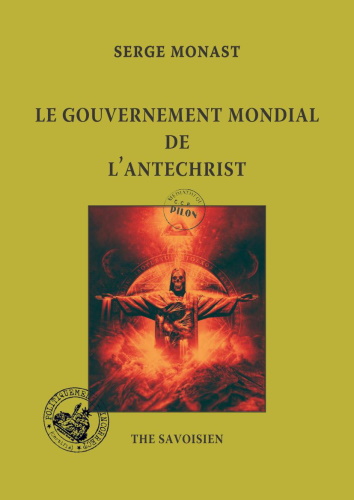 SERGE MONAST
LE GOUVERNEMENT MONDIAL
DE
L'ANTECHRIST
PILON
THE SAVOISIEN